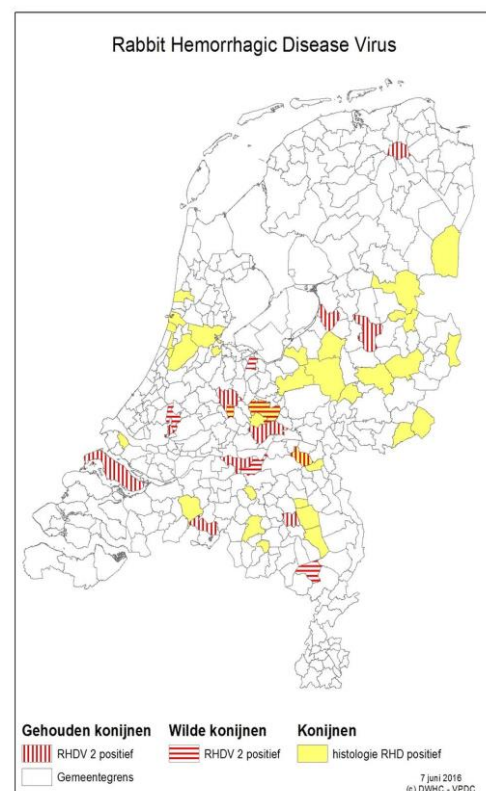 Rabbit Hemorrhagic Disease Virus
Gehouden konijnen Wilde konijnen Konijnen
RHDV 2 positief RHDV 2 positief histologie RHD positief
Gemeentegrens
7 juni 2016
(c) DWHC - VPDC